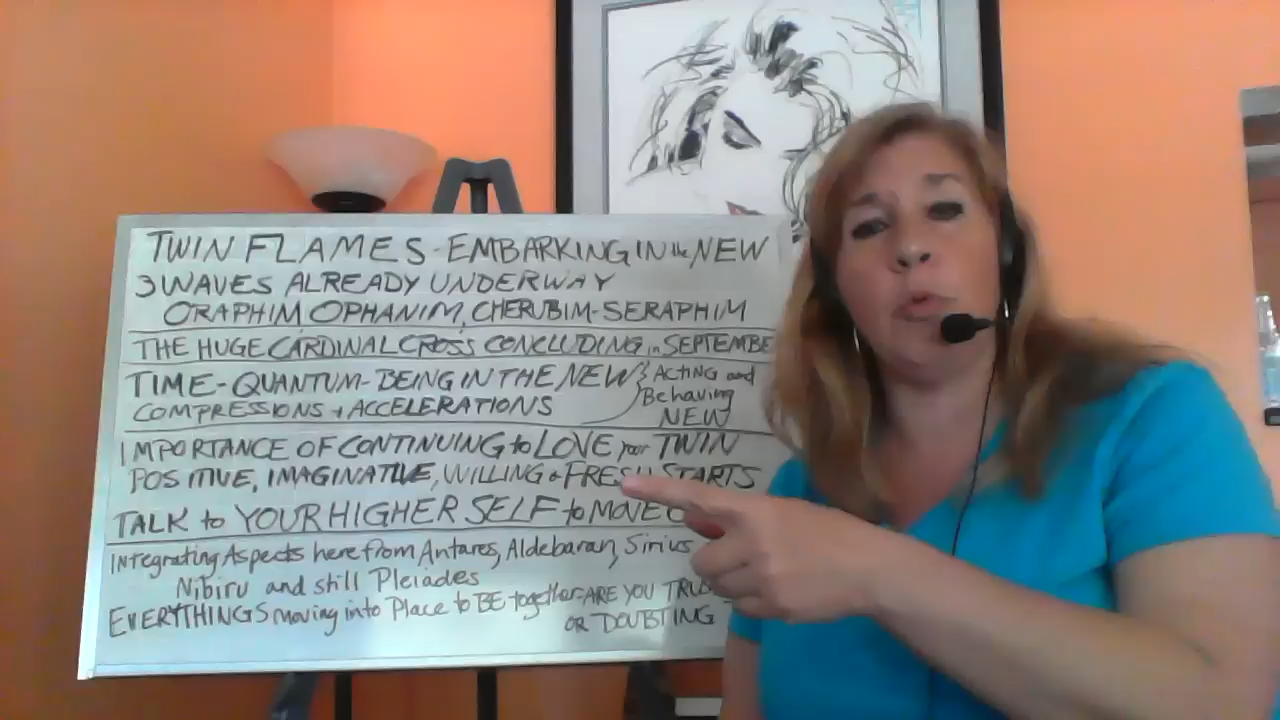 TWIN FLAMES - EMBARKING IN the NEW
3 WAVES ALREADY UNDERWAY
ORAPHIM, OPHANIM, CHERUBIM-SERAPHIM
THE HUGE CARDINAL CROSS CONCLUDING in SEPTEMBE
TIME-QUANTUM-BEING IN THE NEW } ACTING and
COMPRESSIONS + ACCELERATIONS Behaving
NEW
IMPORTANCE OF CONTINUING to LOVE your TWIN
POSITIVE, IMAGINATIVE, WILLING & FRESH STARTS
TALK to YOUR HIGHER SELF to MOVE
Integrating Aspects here from Antares, Aldebaran, Sirius
Nibiru and still Pleiades
EVERYTHINGS moving into Place to BE together-ARE YOU TRUS
OR DOUBTING